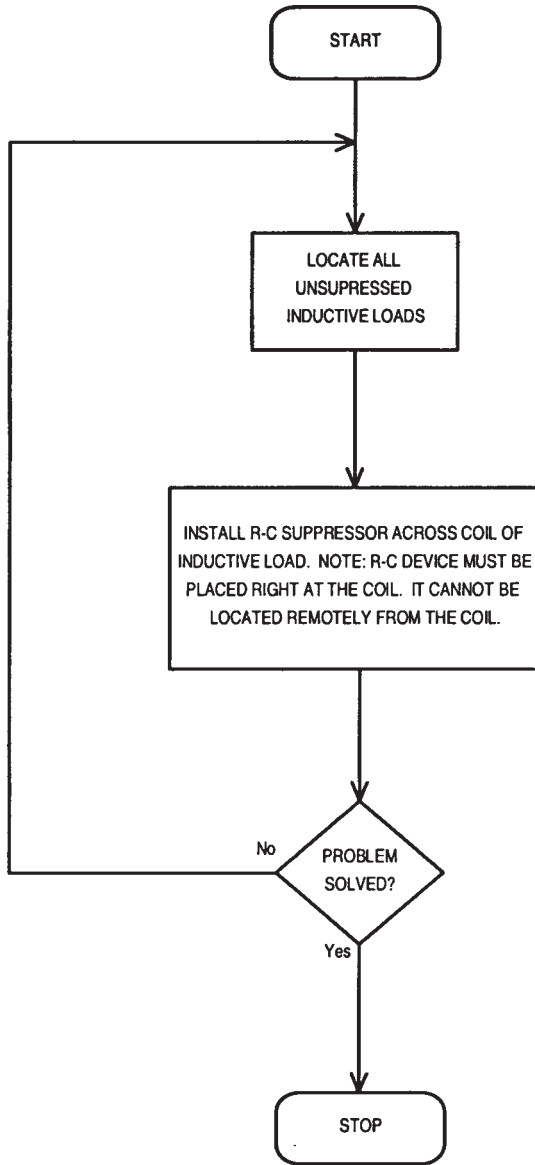 START
LOCATE ALL
UNSUPRESSED
INDUCTIVE LOADS
INSTALL R-C SUPPRESSOR ACROSS COIL OF
INDUCTIVE LOAD. NOTE: R-C DEVICE MUST BE
PLACED RIGHT AT THE COIL. IT CANNOT BE
LOCATED REMOTELY FROM THE COIL.
No
PROBLEM
SOLVED?
Yes
STOP